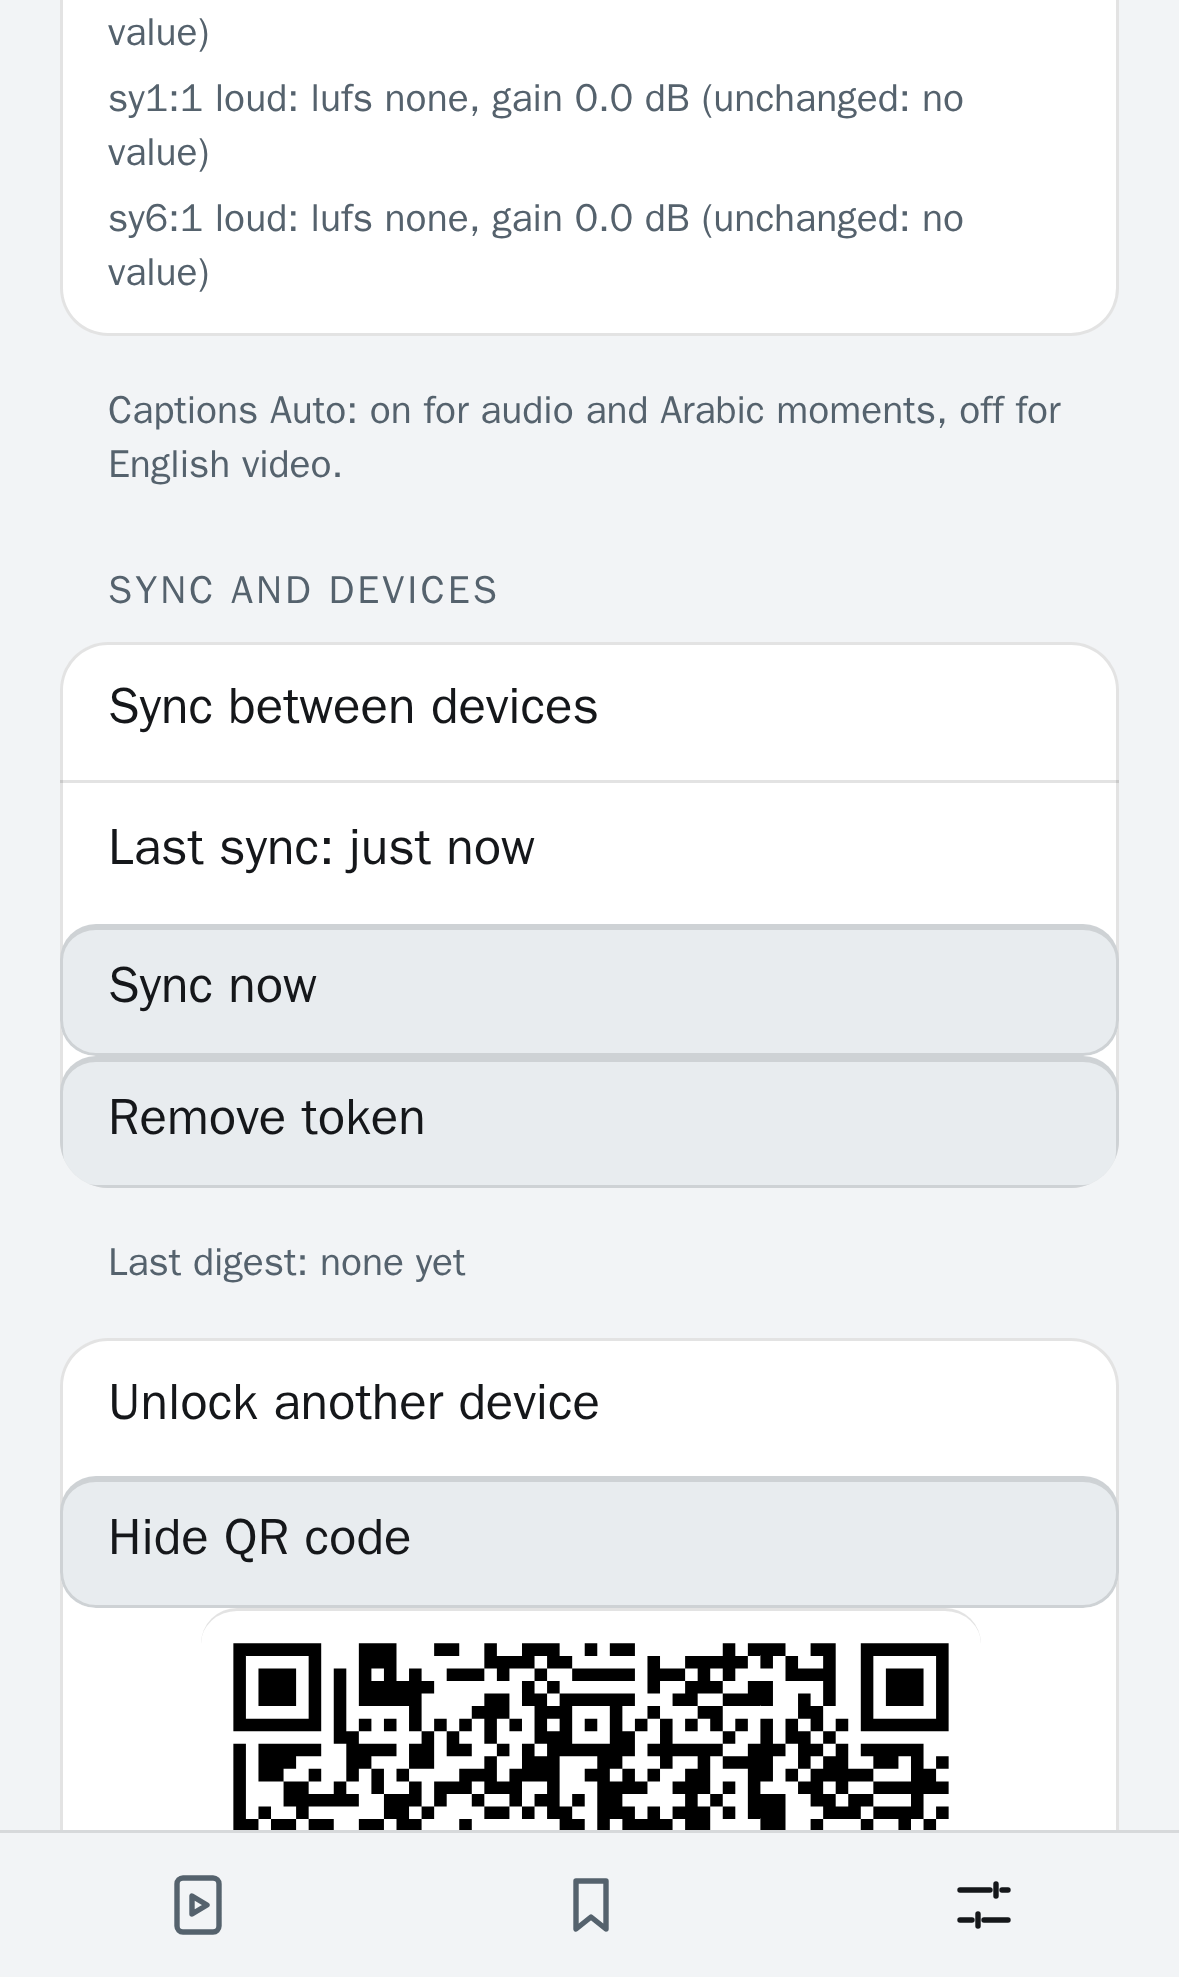 value)
sy1:1 loud: lufs none, gain 0.0 dB (unchanged: no
value)
sy6:1 loud: lufs none, gain 0.0 dB (unchanged: no
value)
Captions Auto: on for audio and Arabic moments, off for
English video.
SYNC AND DEVICES
Sync between devices
Last sync: just now
Sync now
Remove token
Last digest: none yet
Unlock another device
Hide QR code